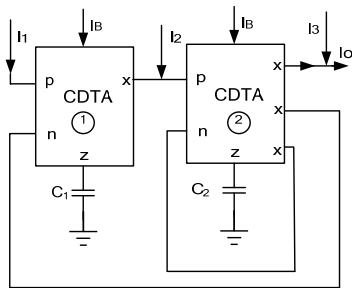 I1 IB I2 IB I3
Io
p x p x
CDTA CDTA
n 1 n 2 x
z z x
C1 C2